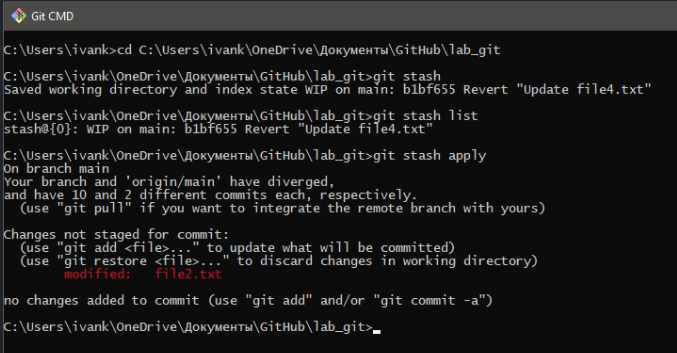 Git CMD
C:\Users\ivank>cd C:\Users\ivank\OneDrive\Документы\GitHub\lab_git
C:\Users\ivank\OneDrive\Документы\GitHub\lab_git>git stash
Saved working directory and index state WIP on main: b1bf655 Revert "Update file4.txt"
C:\Users\ivank\OneDrive\Документы\GitHub\lab_git>git stash list
stash@{0}: WIP on main: b1bf655 Revert "Update file4.txt"
C:\Users\ivank\OneDrive\Документы\GitHub\lab_git>git stash apply
On branch main
Your branch and 'origin/main' have diverged,
and have 10 and 2 different commits each, respectively.
  (use "git pull" if you want to integrate the remote branch with yours)
Changes not staged for commit:
  (use "git add <file>..." to update what will be committed)
  (use "git restore <file>..." to discard changes in working directory)
        modified:   file2.txt
no changes added to commit (use "git add" and/or "git commit -a")
C:\Users\ivank\OneDrive\Документы\GitHub\lab_git>